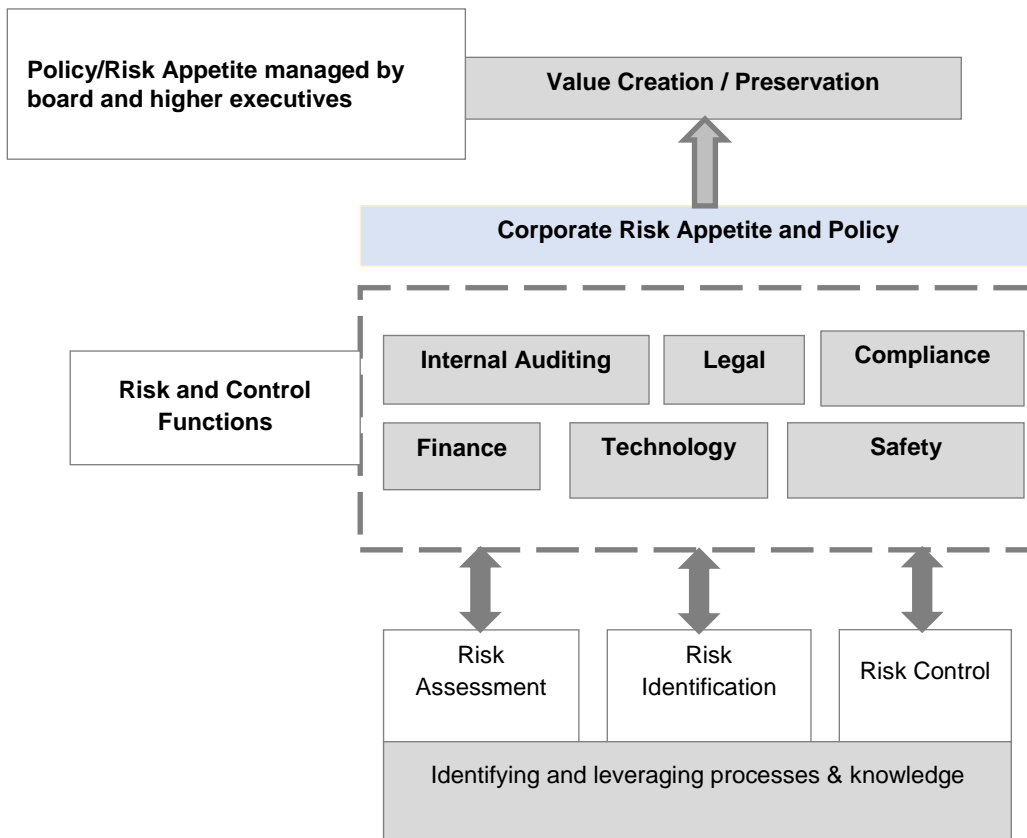 Policy/Risk Appetite managed by
board and higher executives
Value Creation / Preservation
Corporate Risk Appetite and Policy
Risk and Control
Functions
Internal Auditing
Legal
Compliance
Finance
Technology
Safety
Risk
Assessment
Risk
Identification
Risk Control
Identifying and leveraging processes & knowledge